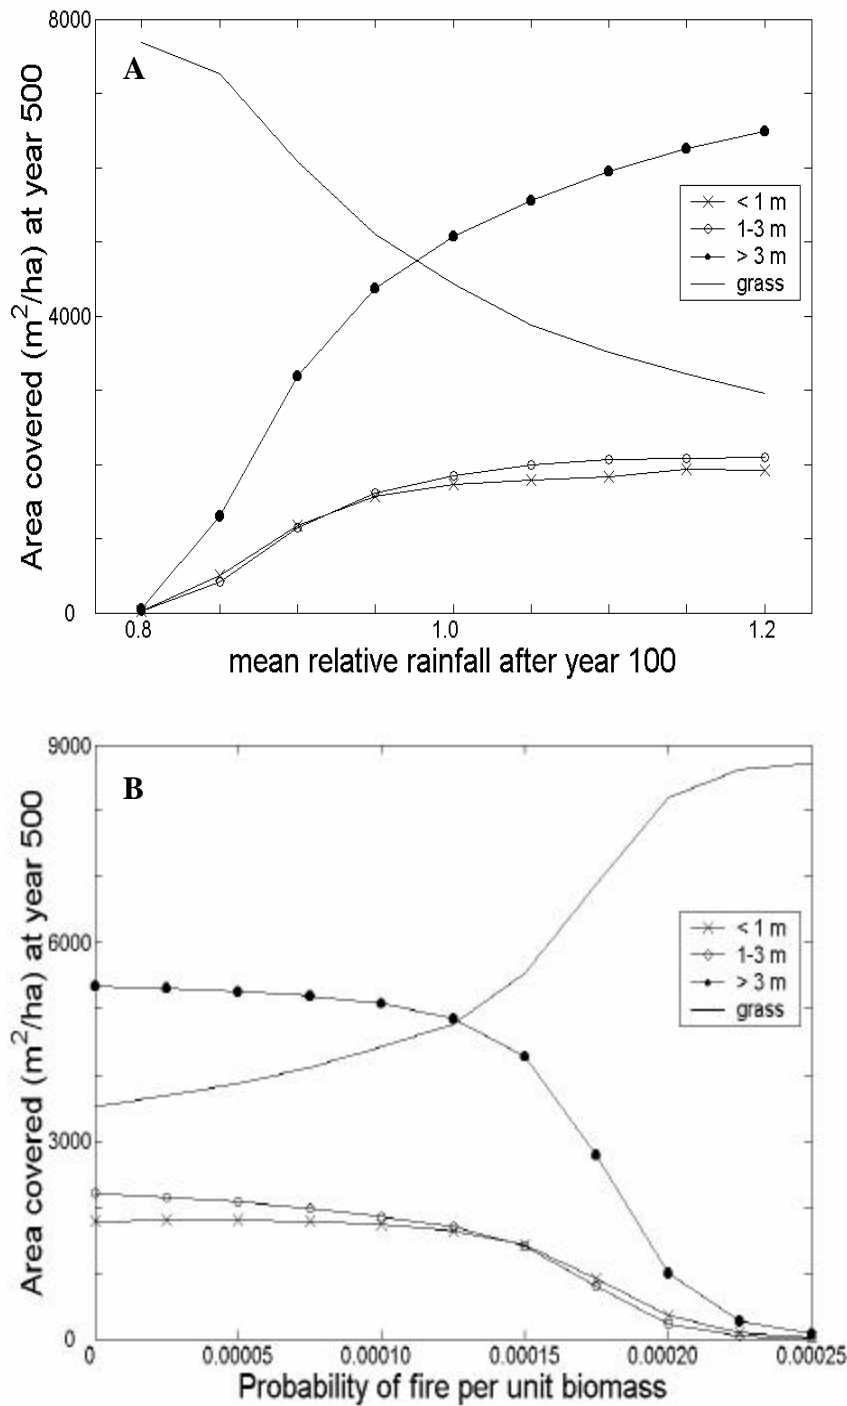 8000
A
Area covered (m²/ha) at year 500
< 1 m
1-3 m
> 3 m
grass
4000
0
0.8 1.0 1.2
mean relative rainfall after year 100
9000
B
Area covered (m²/ha) at year 500
< 1 m
1-3 m
> 3 m
grass
6000
3000
0
0 0.00005 0.00010 0.00015 0.00020 0.00025
Probability of fire per unit biomass